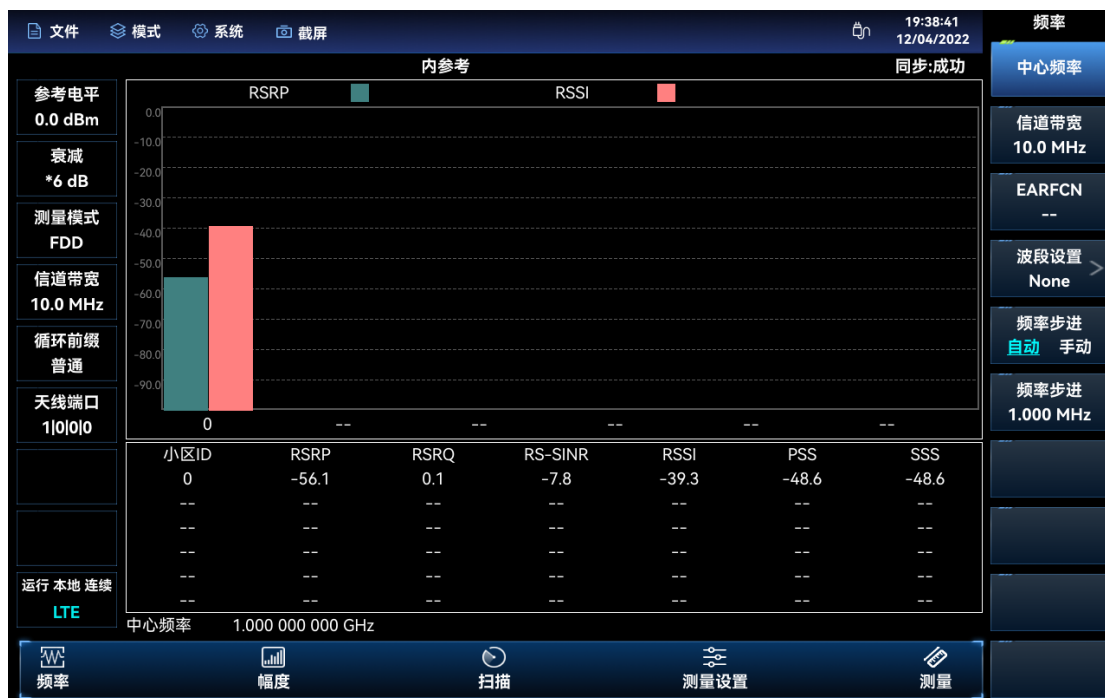 文件 模式 系统 截屏 19:38:41
12/04/2022
内参考 同步:成功
参考电平
0.0 dBm
衰减
*6 dB
测量模式
FDD
信道带宽
10.0 MHz
循环前缀
普通
天线端口
1|0|0|0
运行 本地 连续
LTE
RSRP RSSI
0.0
-10.0
-20.0
-30.0
-40.0
-50.0
-60.0
-70.0
-80.0
-90.0
0 -- -- -- -- --
小区ID RSRP RSRQ RS-SINR RSSI PSS SSS
0 -56.1 0.1 -7.8 -39.3 -48.6 -48.6
-- -- -- -- -- -- --
-- -- -- -- -- -- --
-- -- -- -- -- -- --
-- -- -- -- -- -- --
-- -- -- -- -- -- --
中心频率 1.000 000 000 GHz
频率
中心频率
信道带宽
10.0 MHz
EARFCN
--
波段设置 >
None
频率步进
自动 手动
频率步进
1.000 MHz
频率 幅度 扫描 测量设置 测量